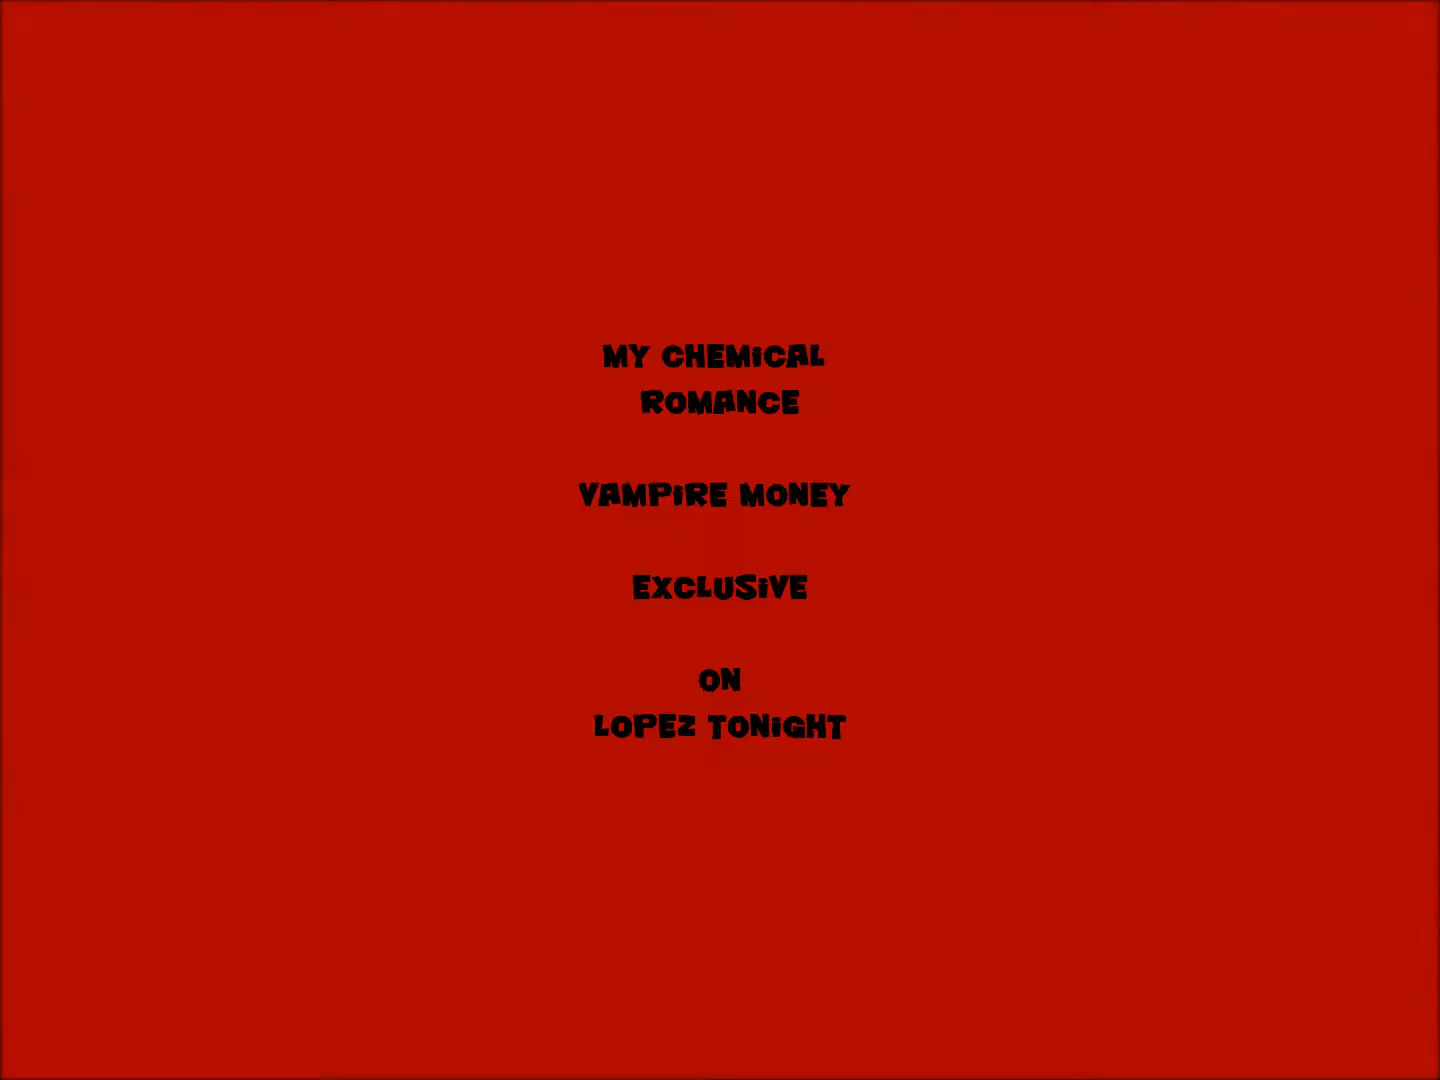 MY CHEMiCAL
ROMANCE
VAMPiRE MONEY
EXCLUSiVE
ON
LOPEZ TONiGHT